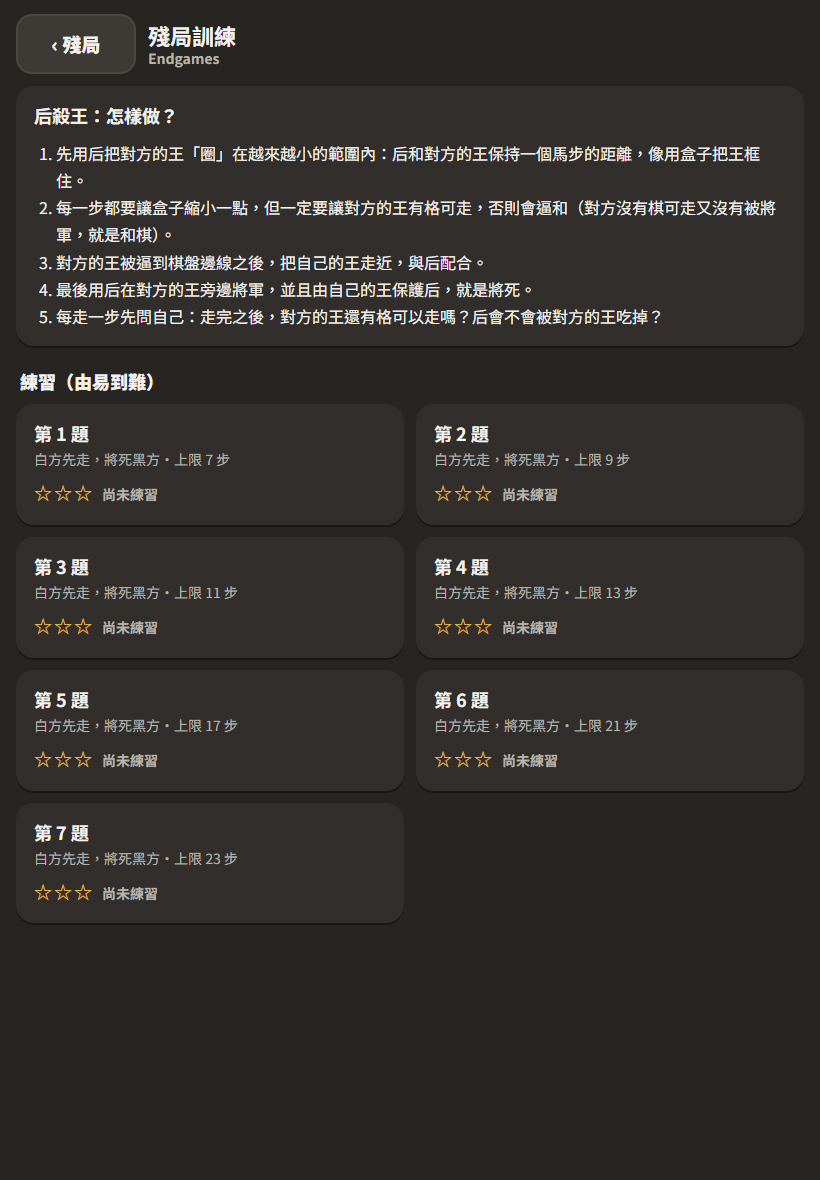 ‹ 殘局
殘局訓練
Endgames
后殺王：怎樣做？
1. 先用后把對方的王「圈」在越來越小的範圍內：后和對方的王保持一個馬步的距離，像用盒子把王框
住。
2. 每一步都要讓盒子縮小一點，但一定要讓對方的王有格可走，否則會逼和（對方沒有棋可走又沒有被將
軍，就是和棋）。
3. 對方的王被逼到棋盤邊線之後，把自己的王走近，與后配合。
4. 最後用后在對方的王旁邊將軍，並且由自己的王保護后，就是將死。
5. 每走一步先問自己：走完之後，對方的王還有格可以走嗎？后會不會被對方的王吃掉？
練習（由易到難）
第 1 題
白方先走，將死黑方・上限 7 步
☆☆☆ 尚未練習
第 2 題
白方先走，將死黑方・上限 9 步
☆☆☆ 尚未練習
第 3 題
白方先走，將死黑方・上限 11 步
☆☆☆ 尚未練習
第 4 題
白方先走，將死黑方・上限 13 步
☆☆☆ 尚未練習
第 5 題
白方先走，將死黑方・上限 17 步
☆☆☆ 尚未練習
第 6 題
白方先走，將死黑方・上限 21 步
☆☆☆ 尚未練習
第 7 題
白方先走，將死黑方・上限 23 步
☆☆☆ 尚未練習